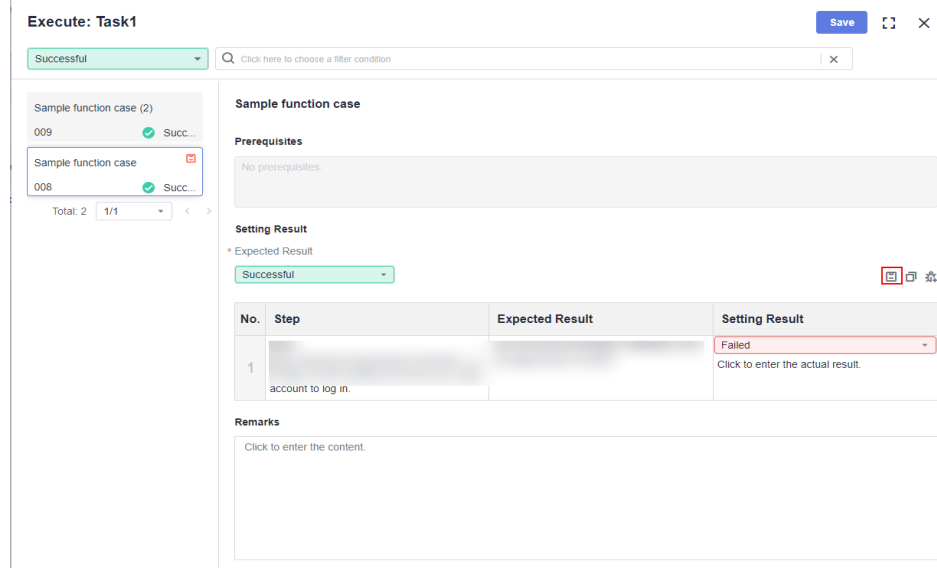 Execute: Task1
Save
Successful
Click here to choose a filter condition
Sample function case (2)
009 Succ...
Sample function case
008 Succ...
Total: 2 1/1
Sample function case
Prerequisites
No prerequisites.
Setting Result
* Expected Result
Successful
No. Step Expected Result Setting Result
1
Failed
Click to enter the actual result.
account to log in.
Remarks
Click to enter the content.